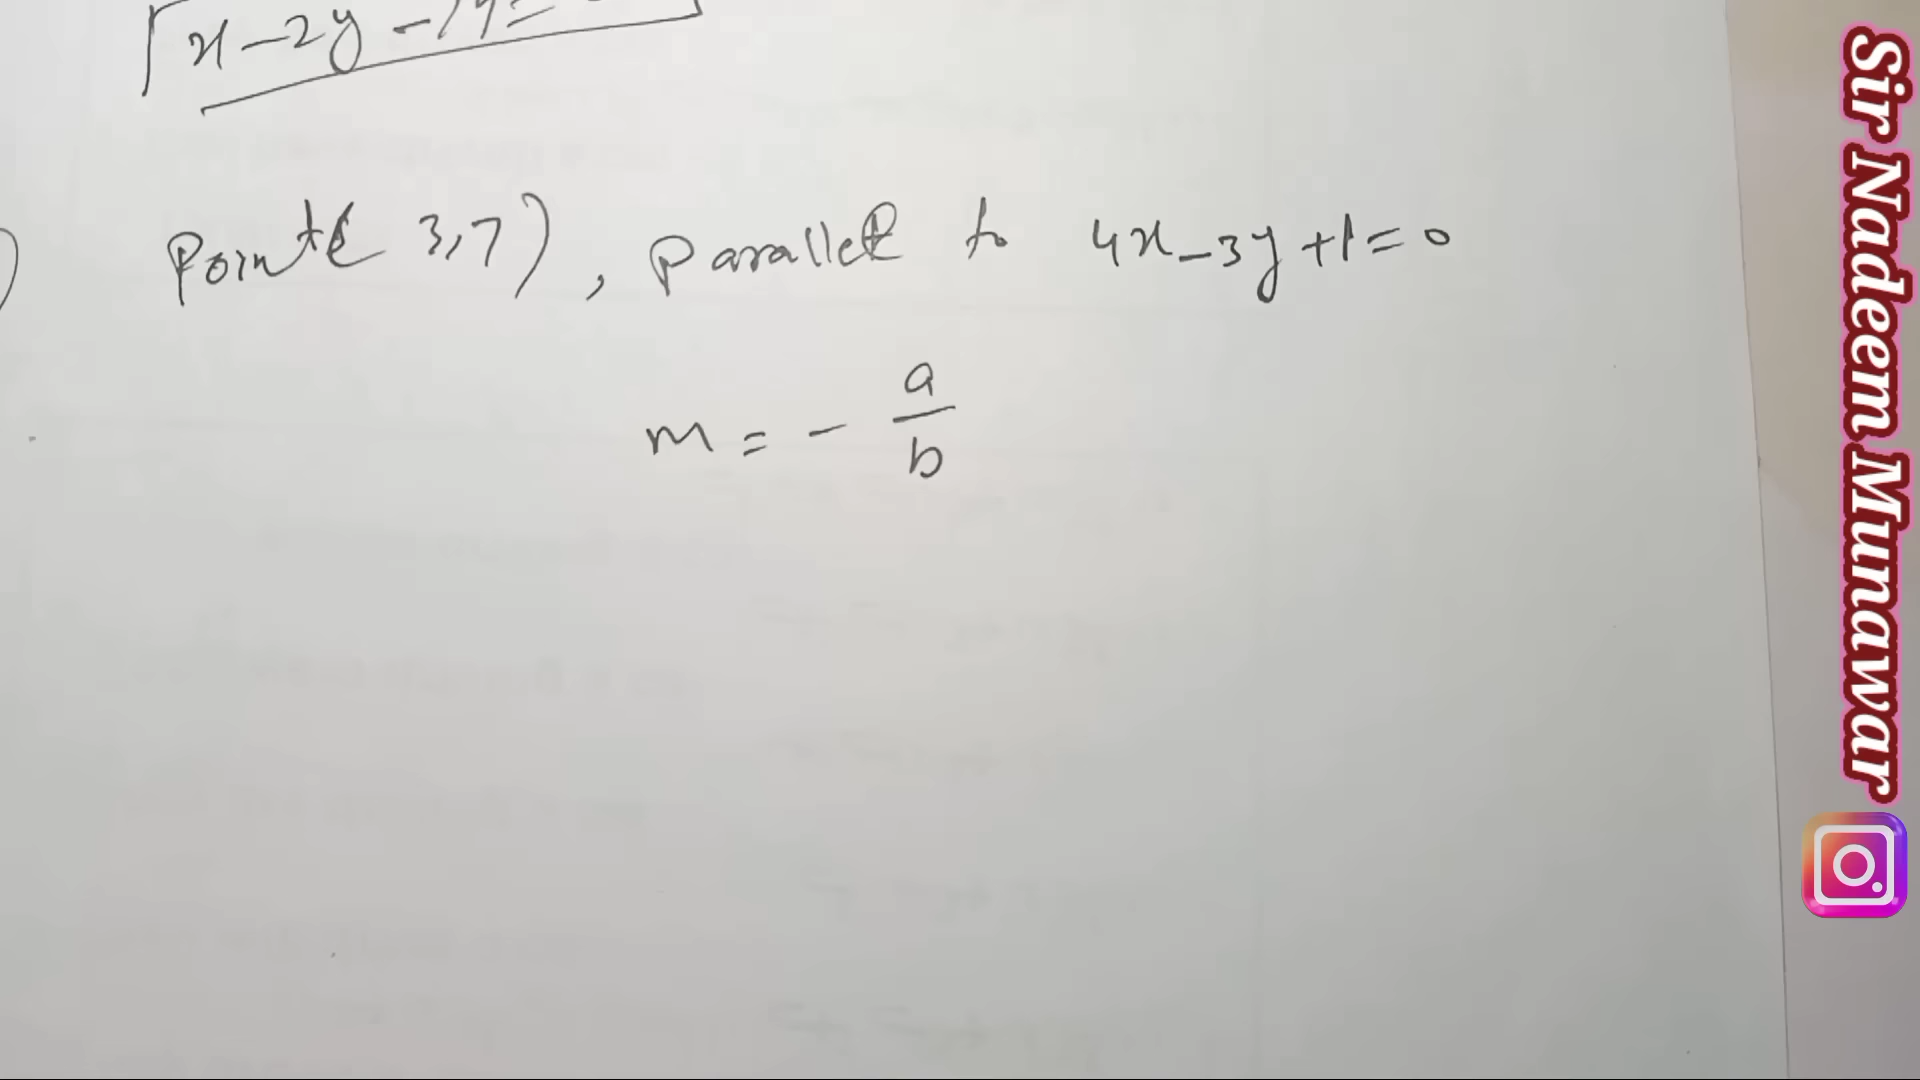 x-2y-
Point( 3,7) , Parallel to 4x-3y+1=0
m = - a/b
Sir Nadeem Munawar